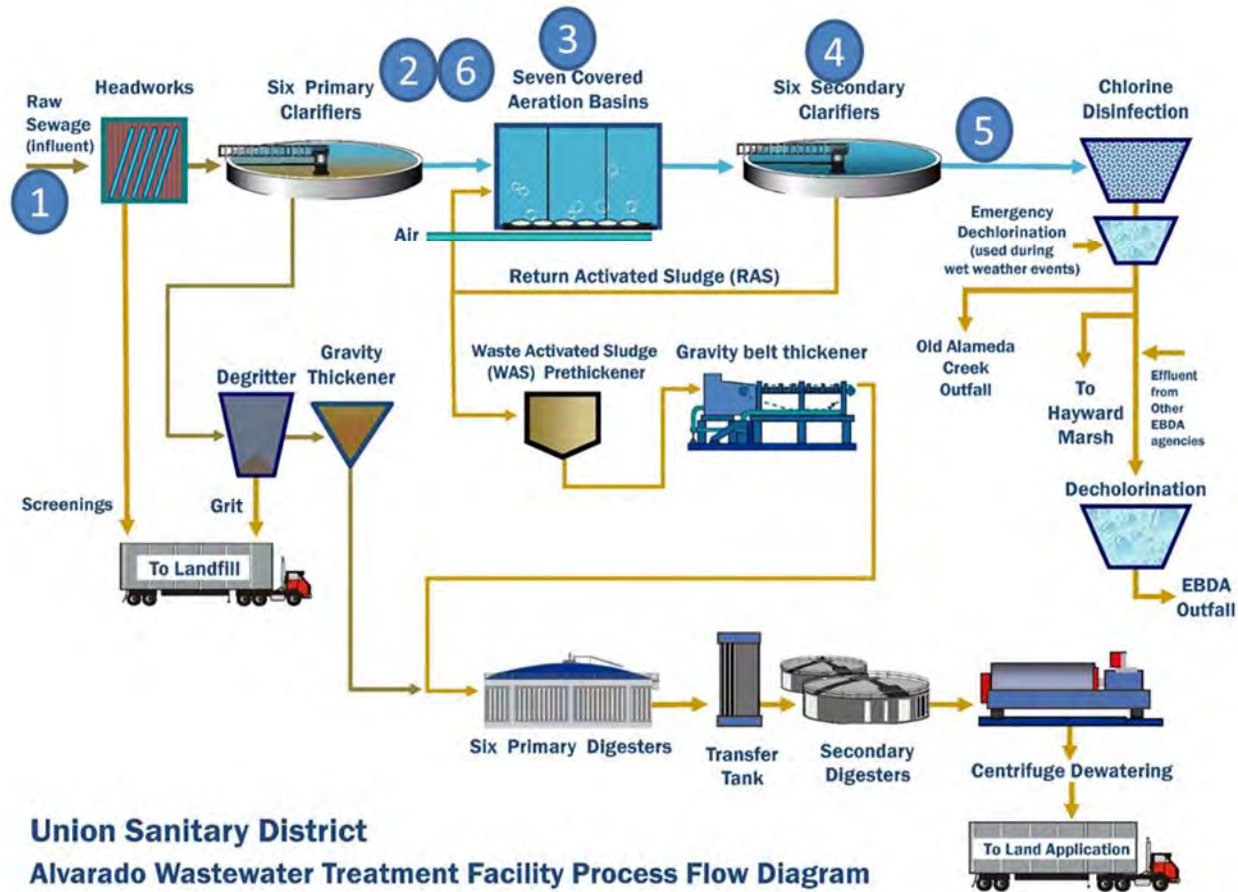 2
6
3
4
Headworks
Six Primary
Clarifiers
Seven Covered
Aeration Basins
Six Secondary
Clarifiers
Chlorine
Disinfection
Raw
Sewage
(influent)
1
5
Air
Emergency
Dechlorination
(used during
wet weather events)
Return Activated Sludge (RAS)
Old Alameda
Creek
Outfall
To
Hayward
Marsh
Effluent
from
Other
EBDA
agencies
Degritter
Gravity
Thickener
Waste Activated Sludge
(WAS) Prethickener
Gravity belt thickener
Screenings
Grit
To Landfill
Decholorination
EBDA
Outfall
Six Primary Digesters
Transfer
Tank
Secondary
Digesters
Centrifuge Dewatering
To Land Application
Union Sanitary District
Alvarado Wastewater Treatment Facility Process Flow Diagram